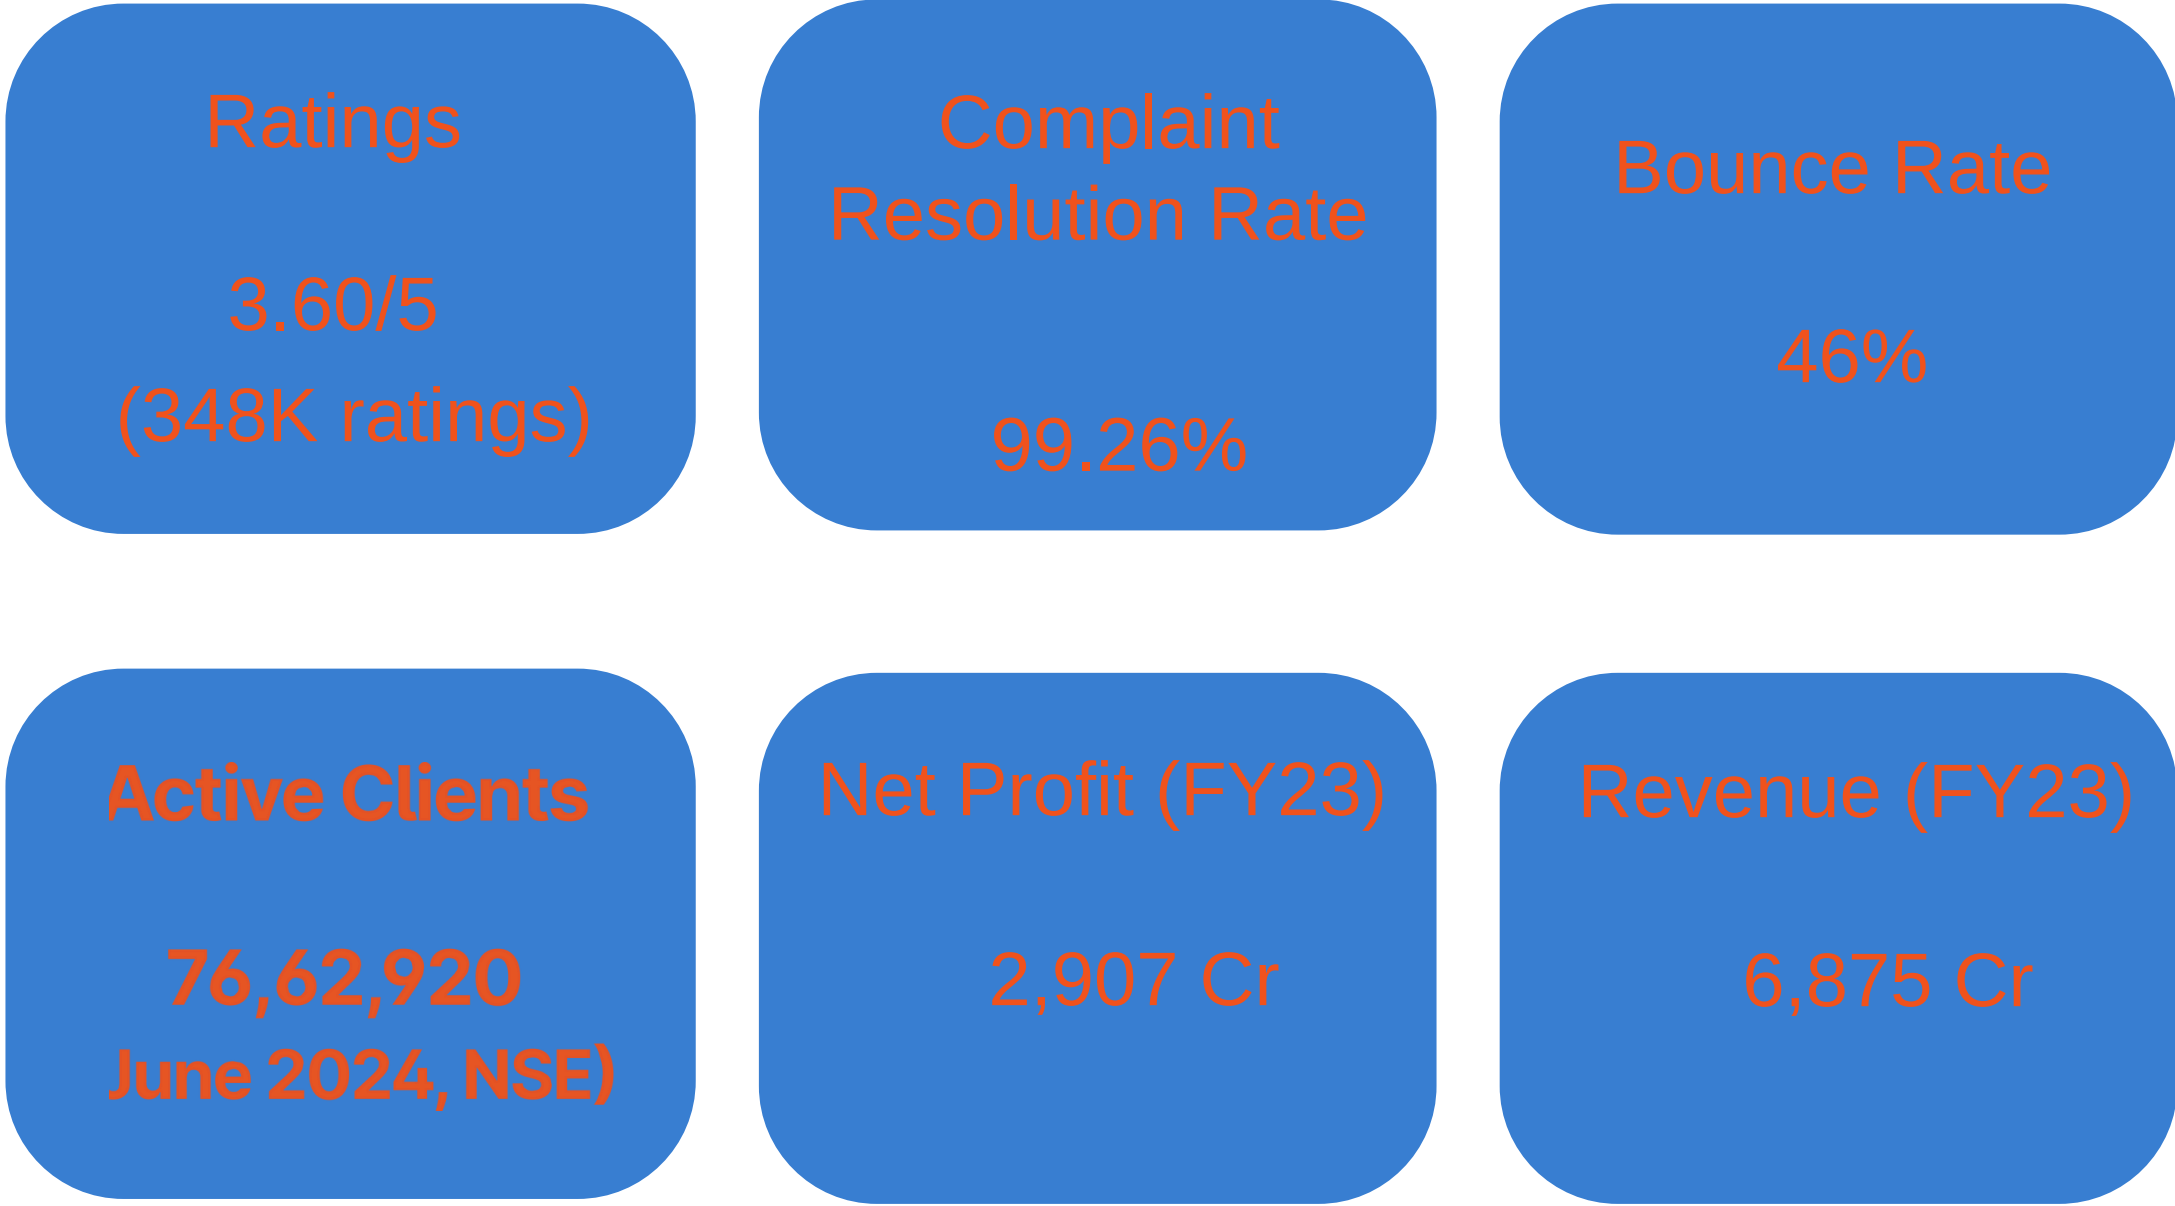 Ratings
3.60/5
(348K ratings)
Complaint
Resolution Rate
99.26%
Bounce Rate
46%
Active Clients
76,62,920
June 2024, NSE)
Net Profit (FY23)
2,907 Cr
Revenue (FY23)
6,875 Cr